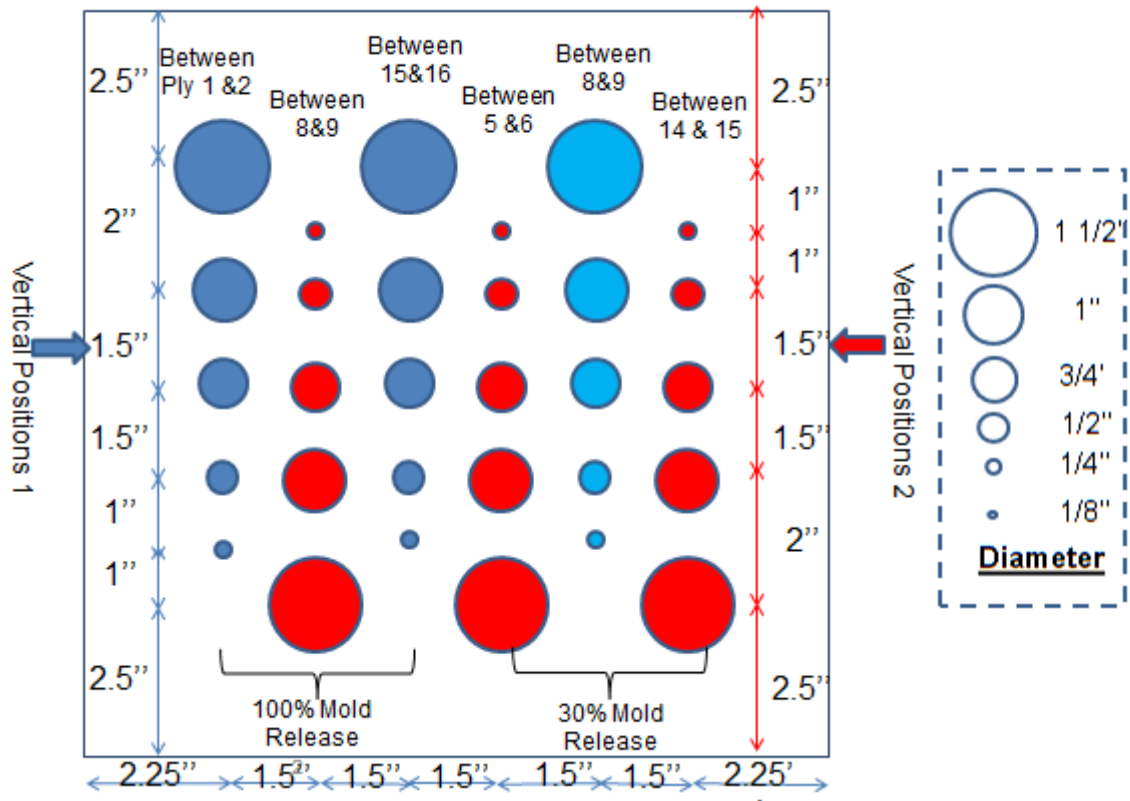 Between
Ply 1 &2
Between
8&9
Between
15&16
Between
5 &6
Between
8&9
Between
14 & 15
2.5’’
2’’
1.5’’
1.5’’
1’’
1’’
2.5’’
Vertical Positions 1
2.5’’
1’’
1’’
1.5’’
1.5’’
2’’
2.5’’
Vertical Positions 2
100% Mold
Release
30% Mold
Release
2.25’’ 1.5’’ 1.5’’ 1.5’’ 1.5’’ 1.5’’ 2.25’
1 1/2'
1"
3/4'
1/2"
1/4"
1/8"
Diameter